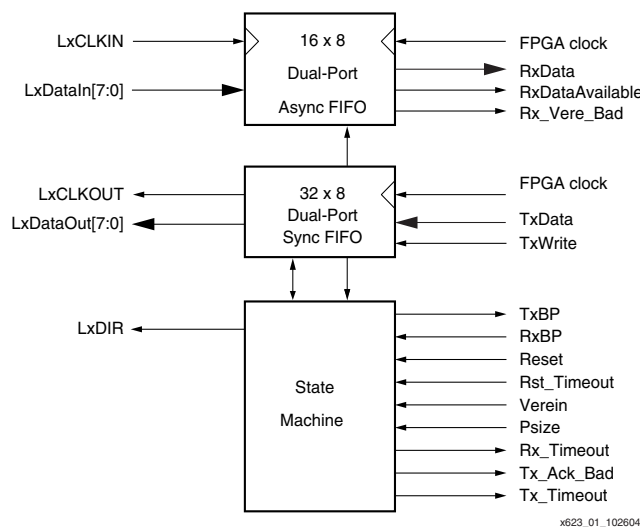 LxCLKIN
16 x 8
FPGA clock
LxDataIn[7:0]
Dual-Port
RxData
RxDataAvailable
Async FIFO
Rx_Vere_Bad
LxCLKOUT
32 x 8
FPGA clock
LxDataOut[7:0]
Dual-Port
TxData
Sync FIFO
TxWrite
LxDIR
State
Machine
TxBP
RxBP
Reset
Rst_Timeout
Verein
Psize
Rx_Timeout
Tx_Ack_Bad
Tx_Timeout
x623_01_102604